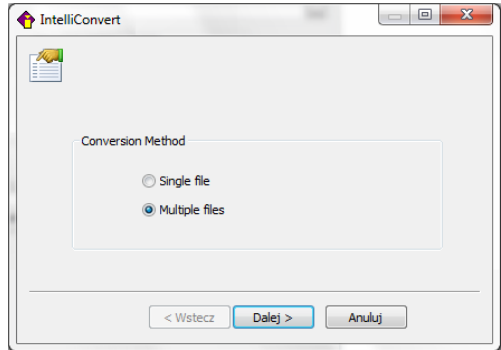 IntelliConvert
Conversion Method
Single file
Multiple files
< Wstecz Dalej > Anuluj